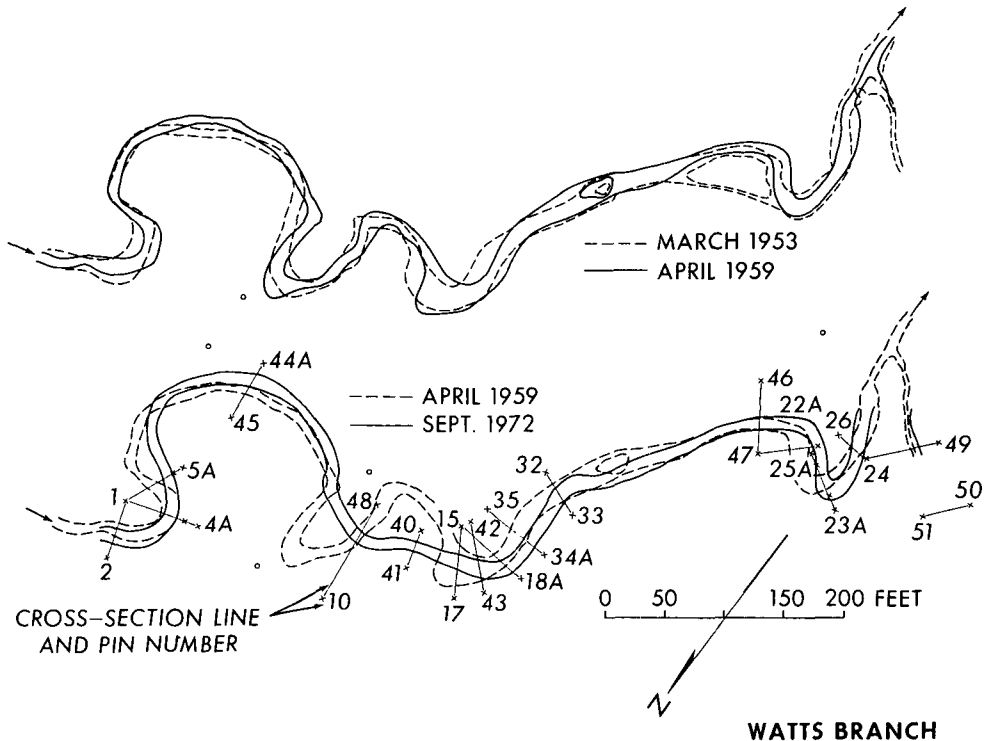 MARCH 1953
APRIL 1959
44A
APRIL 1959
46
45
SEPT. 1972
22A
26
5A
32
47
49
25A
24
1
48
35
50
4A
40
15
42
33
23A
51
34A
2
41
18A
10
17
43
0 50 150 200 FEET
CROSS–SECTION LINE
AND PIN NUMBER
N
WATTS BRANCH